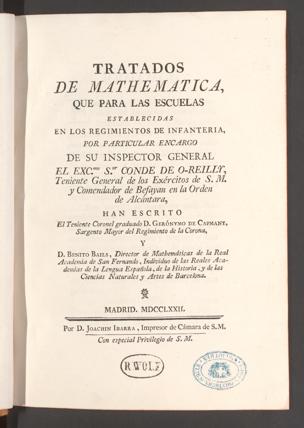 TRATADOS
DE MATHEMATICA,
QUE PARA LAS ESCUELAS
ESTABLECIDAS
EN LOS REGIMIENTOS DE INFANTERIA,
POR PARTICULAR ENCARGO
DE SU INSPECTOR GENERAL
EL EXC.mo S.or CONDE DE O-REILLY,
Teniente General de los Exércitos de S. M.
y Comendador de Befayan en la Orden
de Alcántara,
HAN ESCRITO
El Teniente Coronel graduado D. GERÓNYMO DE CAPMANY,
Sargento Mayor del Regimiento de la Corona,
Y
D. BENITO BAILS, Director de Mathemáticas de la Real
Academia de San Fernando, Individuo de las Reales Aca-
demias de la Lengua Española, de la Historia, y de las
Ciencias Naturales y Artes de Barcelona.
MADRID. MDCCLXXII.
Por D. JOACHIN IBARRA, Impresor de Cámara de S.M.
Con especial Privilegio de S. M.
R WOLF